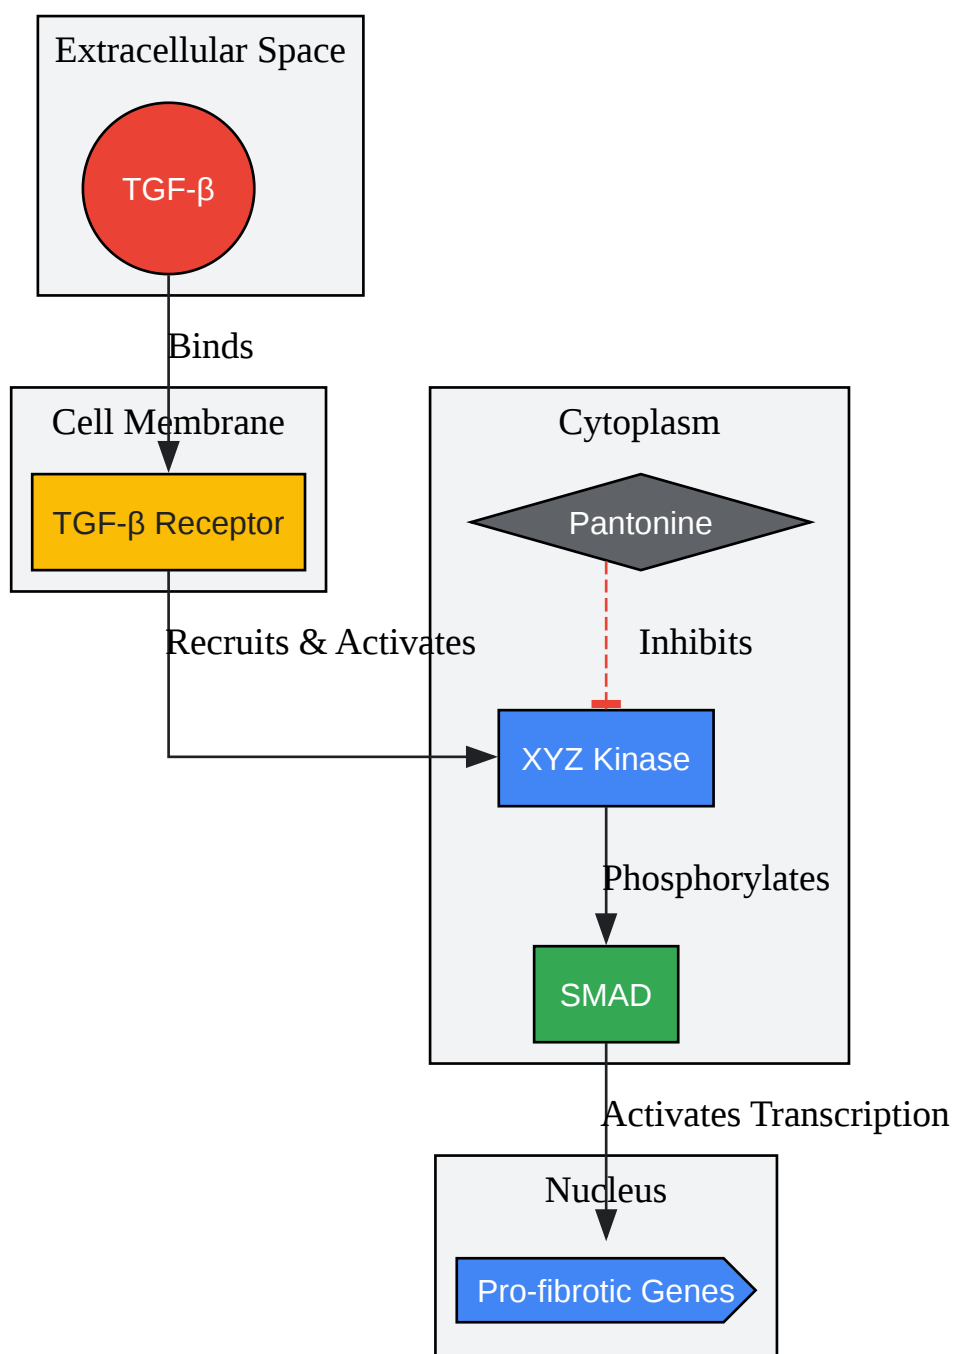 Extracellular Space
TGF-β
Binds
Cell Membrane
TGF-β Receptor
Cytoplasm
Pantonine
Recruits & Activates
Inhibits
XYZ Kinase
Phosphorylates
SMAD
Activates Transcription
Nucleus
Pro-fibrotic Genes